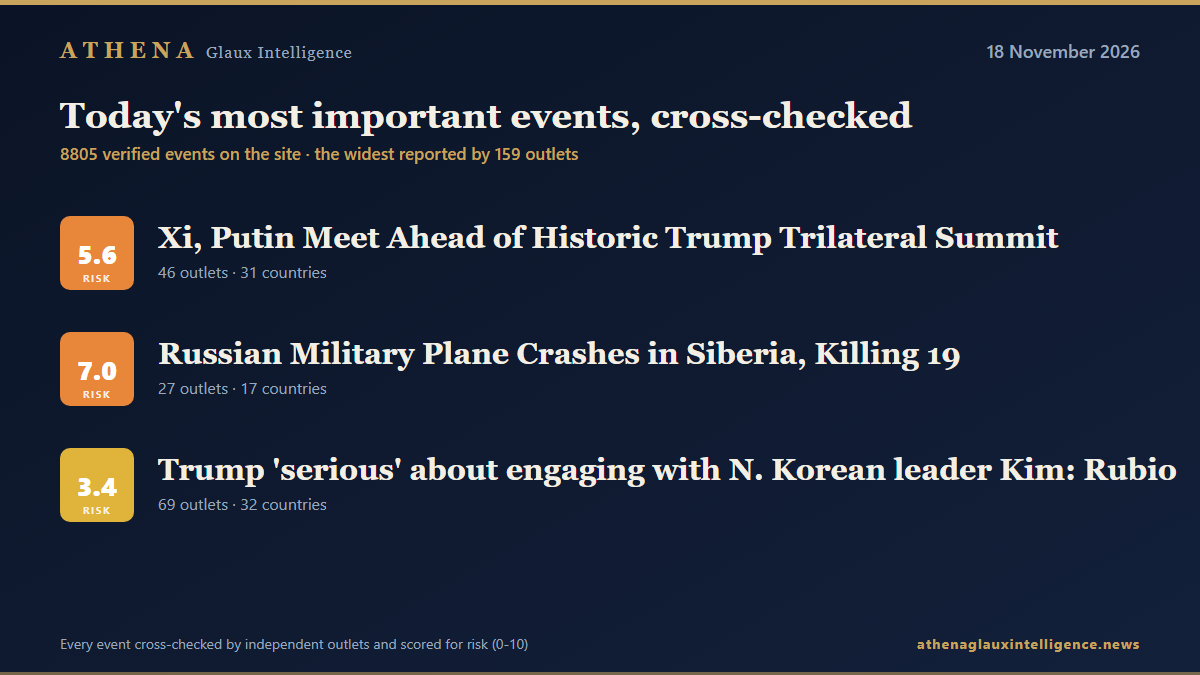 ATHENA Glaux Intelligence
18 November 2026
Today's most important events, cross-checked
8805 verified events on the site · the widest reported by 159 outlets
5.6
RISK
Xi, Putin Meet Ahead of Historic Trump Trilateral Summit
46 outlets · 31 countries
7.0
RISK
Russian Military Plane Crashes in Siberia, Killing 19
27 outlets · 17 countries
3.4
RISK
Trump 'serious' about engaging with N. Korean leader Kim: Rubio
69 outlets · 32 countries
Every event cross-checked by independent outlets and scored for risk (0-10)
athenaglauxintelligence.news